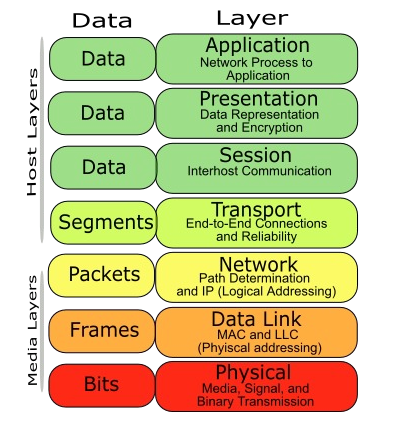 Data Layer
Host Layers
Data
Application
Network Process to
Application
Data
Presentation
Data Representation
and Encryption
Data
Session
Interhost Communication
Segments
Transport
End-to-End Connections
and Reliability
Media Layers
Packets
Network
Path Determination
and IP (Logical Addressing)
Frames
Data Link
MAC and LLC
(Phyiscal addressing)
Bits
Physical
Media, Signal, and
Binary Transmission